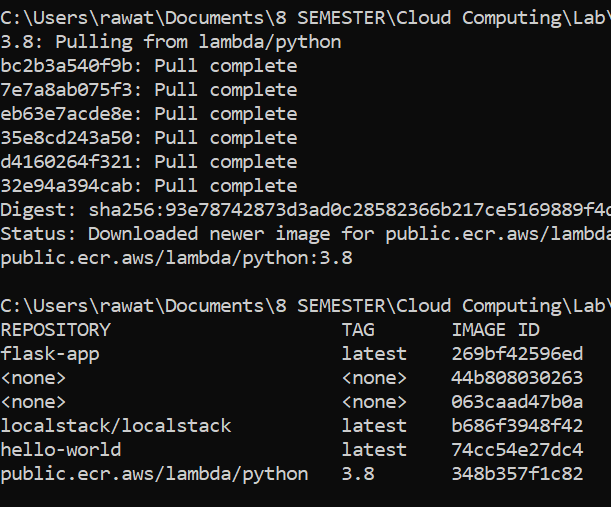 C:\Users\rawat\Documents\8 SEMESTER\Cloud Computing\Lab\
3.8: Pulling from lambda/python
bc2b3a540f9b: Pull complete
7e7a8ab075f3: Pull complete
eb63e7acde8e: Pull complete
35e8cd243a50: Pull complete
d4160264f321: Pull complete
32e94a394cab: Pull complete
Digest: sha256:93e78742873d3ad0c28582366b217ce5169889f4d
Status: Downloaded newer image for public.ecr.aws/lambda
public.ecr.aws/lambda/python:3.8
C:\Users\rawat\Documents\8 SEMESTER\Cloud Computing\Lab\
REPOSITORY TAG IMAGE ID
flask-app latest 269bf42596ed
<none> <none> 44b808030263
<none> <none> 063caad47b0a
localstack/localstack latest b686f3948f42
hello-world latest 74cc54e27dc4
public.ecr.aws/lambda/python 3.8 348b357f1c82